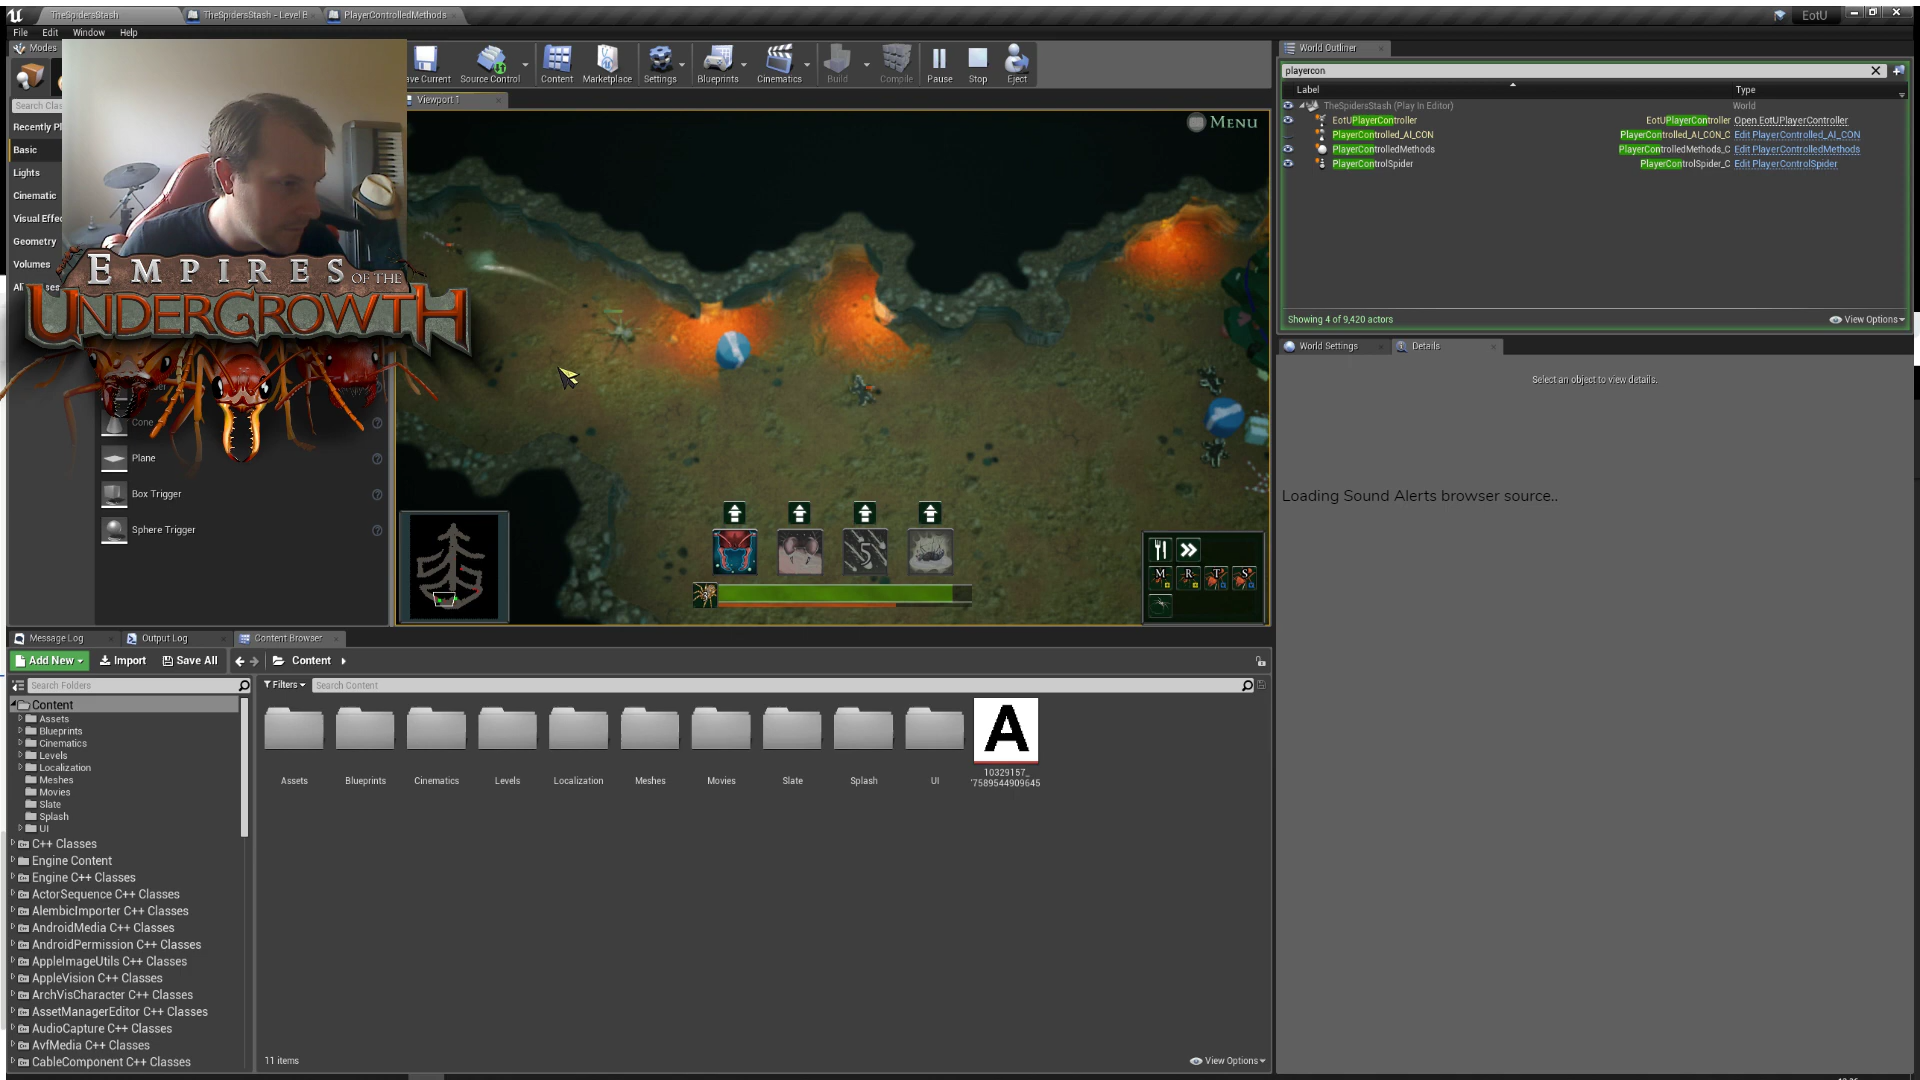 TheSpidersStash
TheSpidersStash - Level B
PlayerControlledMethods
EotU
File
Edit
Window
Help
Modes
Save Current
Source Control
Content
Marketplace
Settings
Blueprints
Cinematics
Build
Compile
Pause
Stop
Eject
Search Clas
Recently Pl
Basic
Lights
Cinematic
Visual Effec
Geometry
Volumes
EMPIRES OF THE
UNDERGROWTH
Cone
Plane
Box Trigger
Sphere Trigger
Viewport 1
MENU
5
3
M
R
T
S
World Outliner
playercon
Label
Type
TheSpidersStash (Play In Editor)
World
EotUPlayerController
EotUPlayerController
Open EotUPlayerController
PlayerControlled_AI_CON
PlayerControlled_AI_CON_C
Edit PlayerControlled_AI_CON
PlayerControlledMethods
PlayerControlledMethods_C
Edit PlayerControlledMethods
PlayerControlSpider
PlayerControlSpider_C
Edit PlayerControlSpider
Showing 4 of 9,420 actors
View Options
World Settings
Details
Select an object to view details.
Loading Sound Alerts browser source..
Message Log
Output Log
Content Browser
Add New
Import
Save All
Content
Search Folders
Filters
Search Content
Content
Assets
Blueprints
Cinematics
Levels
Localization
Meshes
Movies
Slate
Splash
UI
C++ Classes
Engine Content
Engine C++ Classes
ActorSequence C++ Classes
AlembicImporter C++ Classes
AndroidMedia C++ Classes
AndroidPermission C++ Classes
AppleImageUtils C++ Classes
AppleVision C++ Classes
ArchVisCharacter C++ Classes
AssetManagerEditor C++ Classes
AudioCapture C++ Classes
AvfMedia C++ Classes
CableComponent C++ Classes
Assets
Blueprints
Cinematics
Levels
Localization
Meshes
Movies
Slate
Splash
UI
A
10329157_
7589544909645
11 items
View Options